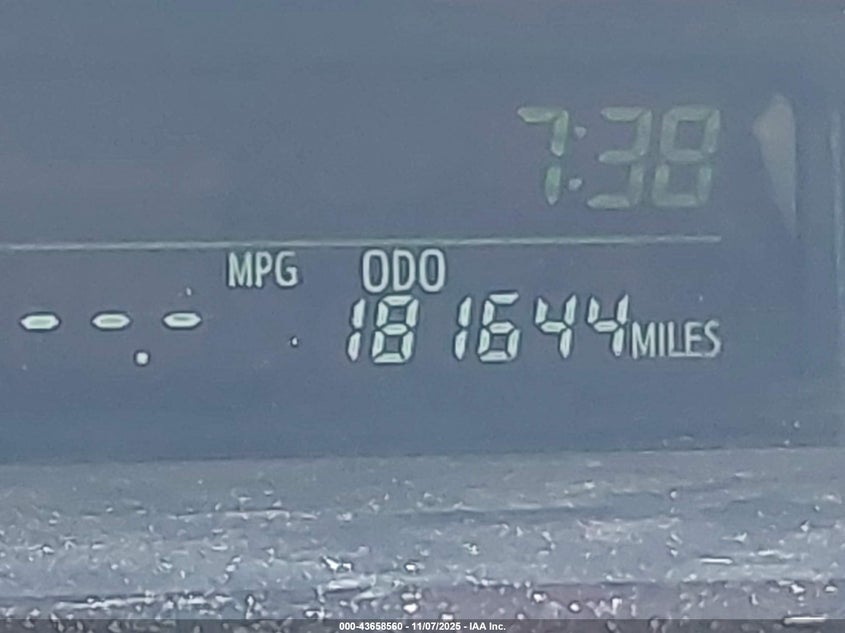 7:38
MPG ODO
--.- 181644 MILES
000-43658560 - 11/07/2025 - IAA Inc.